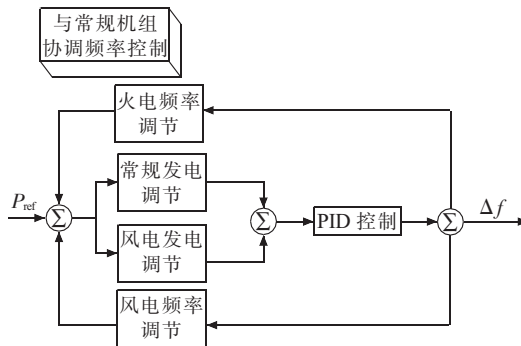 与常规机组
协调频率控制
火电频率
调节
常规发电
调节
P_ref
Σ
Σ
PID 控制
Σ
Δf
风电发电
调节
风电频率
调节